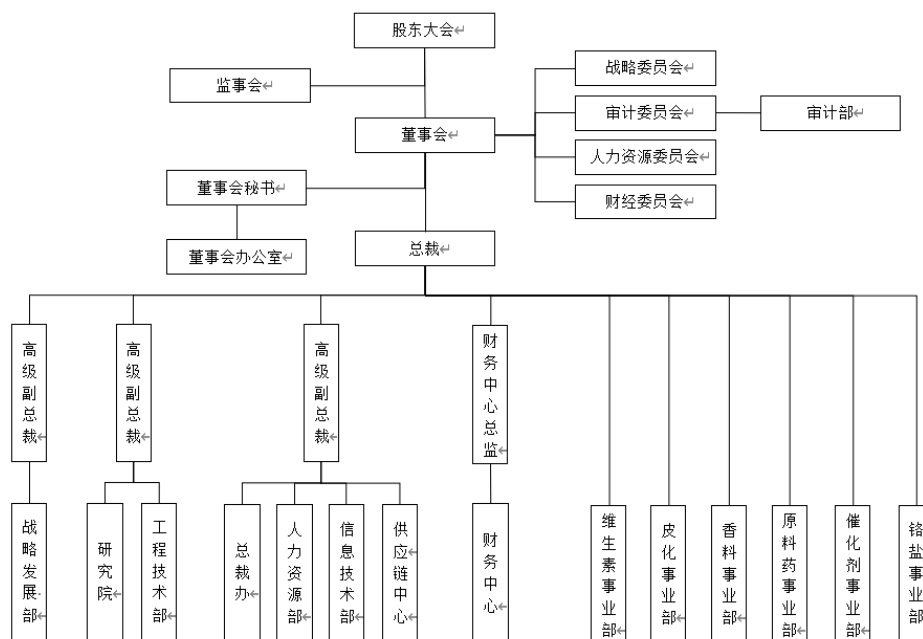 股东大会
监事会
战略委员会
审计委员会
审计部
董事会
人力资源委员会
董事会秘书
财经委员会
总裁
董事会办公室
高级副总裁
高级副总裁
高级副总裁
财务中心总监
战略发展部
研究院
工程技术部
总裁办
人力资源部
信息技术部
供应链中心
财务中心
维生素事业部
皮化事业部
香料事业部
原料药事业部
催化剂事业部
铬盐事业部